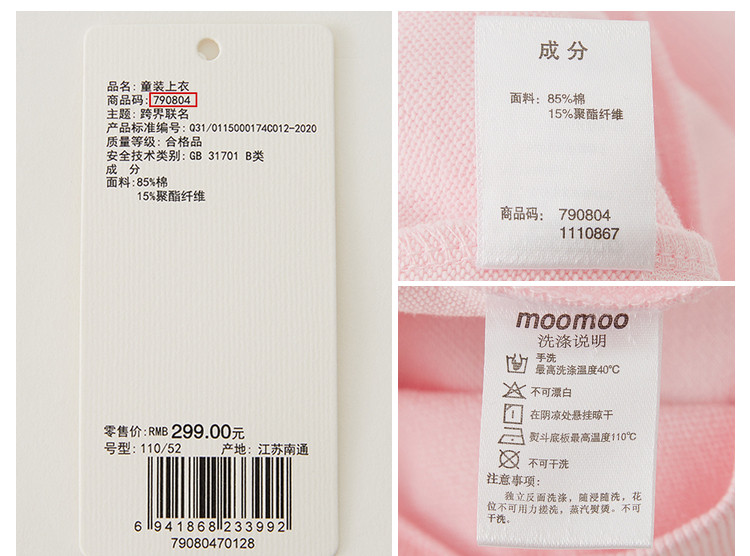 品名: 童装上衣
商品码: 790804
主题: 跨界联名
产品标准编号: Q31/0115000174C012-2020
质量等级: 合格品
安全技术类别: GB 31701 B类
成 分
面料: 85%棉
15%聚酯纤维
零售价: RMB 299.00元
号型: 110/52 产地: 江苏南通
6 941868 233992
79080470128
成分
面料: 85%棉
15%聚酯纤维
商品码: 790804
1110867
moomoo
洗涤说明
手洗
最高洗涤温度40℃
不可漂白
在阴凉处悬挂晾干
熨斗底板最高温度110℃
不可干洗
注意事项:
独立反面洗涤, 随浸随洗, 花
位不可用力搓洗, 蒸汽熨烫。不可
干洗。